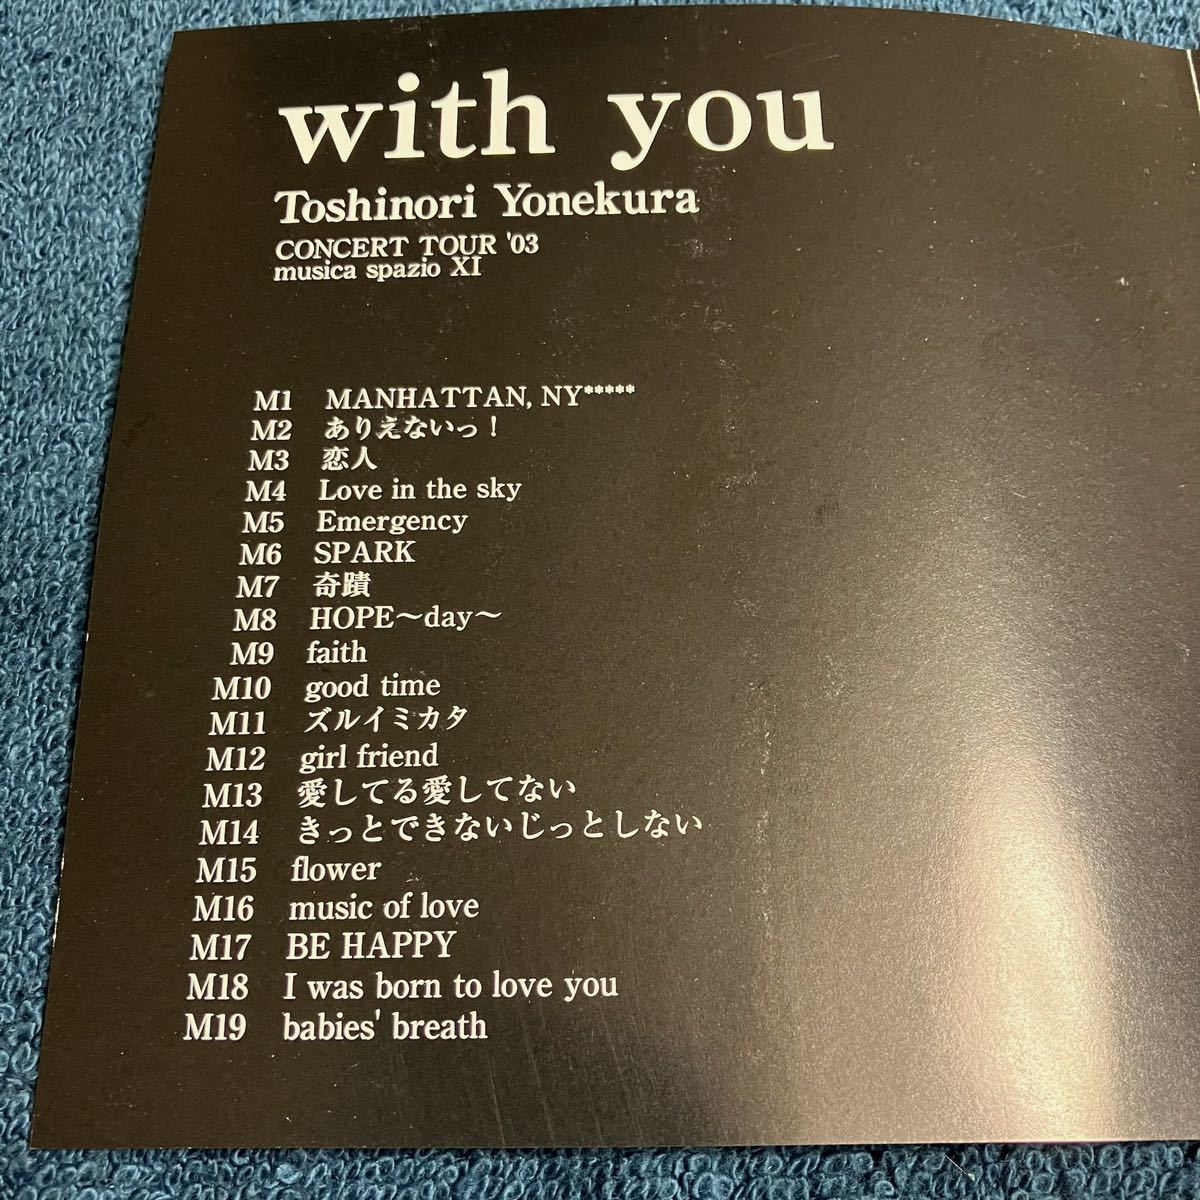 with you
Toshinori Yonekura
CONCERT TOUR '03
musica spazio XI
M1 MANHATTAN, NY*****
M2 ありえないっ！
M3 恋人
M4 Love in the sky
M5 Emergency
M6 SPARK
M7 奇蹟
M8 HOPE〜day〜
M9 faith
M10 good time
M11 ズルイミカタ
M12 girl friend
M13 愛してる愛してない
M14 きっとできないじっとしない
M15 flower
M16 music of love
M17 BE HAPPY
M18 I was born to love you
M19 babies' breath